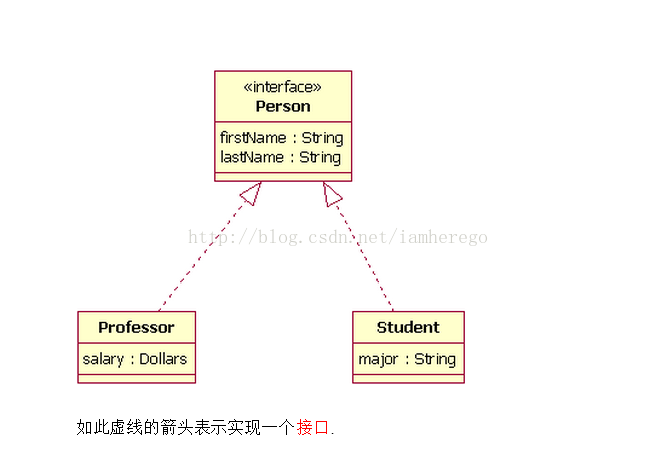 «interface»
Person
firstName : String
lastName : String
http://blog.csdn.net/iamherego
Professor
Student
salary : Dollars
major : String
如此虚线的箭头表示实现一个接口.